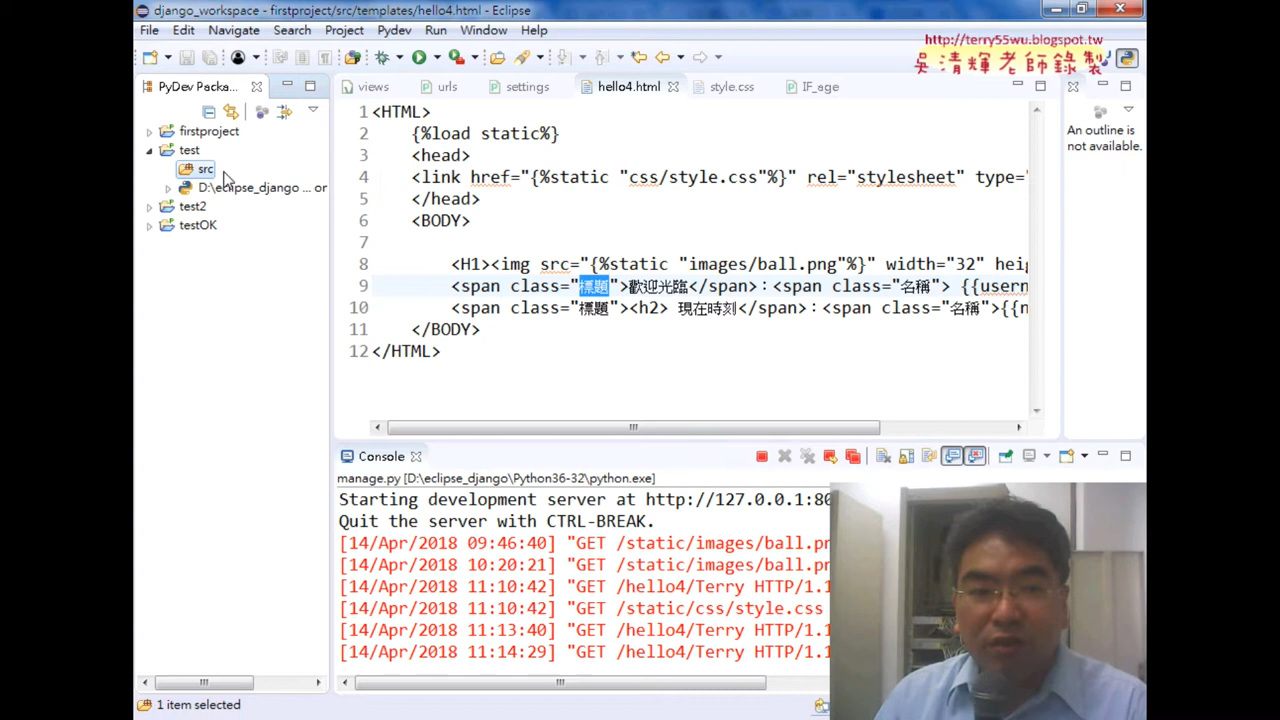 django_workspace - firstproject/src/templates/hello4.html - Eclipse
File Edit Navigate Search Project Pydev Run Window Help
http://terry55wu.blogspot.tw
吳清輝老師錄製
PyDev Packa...
views urls settings hello4.html style.css IF_age
firstproject
test
src
D:\eclipse_django ... or
test2
testOK
1 <HTML>
2 {%load static%}
3 <head>
4 <link href="{%static "css/style.css"%}" rel="stylesheet" type=
5 </head>
6 <BODY>
7
8 <H1><img src="{%static "images/ball.png"%}" width="32" hei
9 <span class="標題">歡迎光臨</span>:<span class="名稱"> {{usern
10 <span class="標題"><h2> 現在時刻</span>:<span class="名稱">{{n
11 </BODY>
12 </HTML>
An outline is
not available.
Console
manage.py [D:\eclipse_django\Python36-32\python.exe]
Starting development server at http://127.0.0.1:80
Quit the server with CTRL-BREAK.
[14/Apr/2018 09:46:40] "GET /static/images/ball.pn
[14/Apr/2018 10:20:21] "GET /static/images/ball.pn
[14/Apr/2018 11:10:42] "GET /hello4/Terry HTTP/1.1
[14/Apr/2018 11:10:42] "GET /static/css/style.css
[14/Apr/2018 11:13:40] "GET /hello4/Terry HTTP/1.1
[14/Apr/2018 11:14:29] "GET /hello4/Terry HTTP/1.1
1 item selected